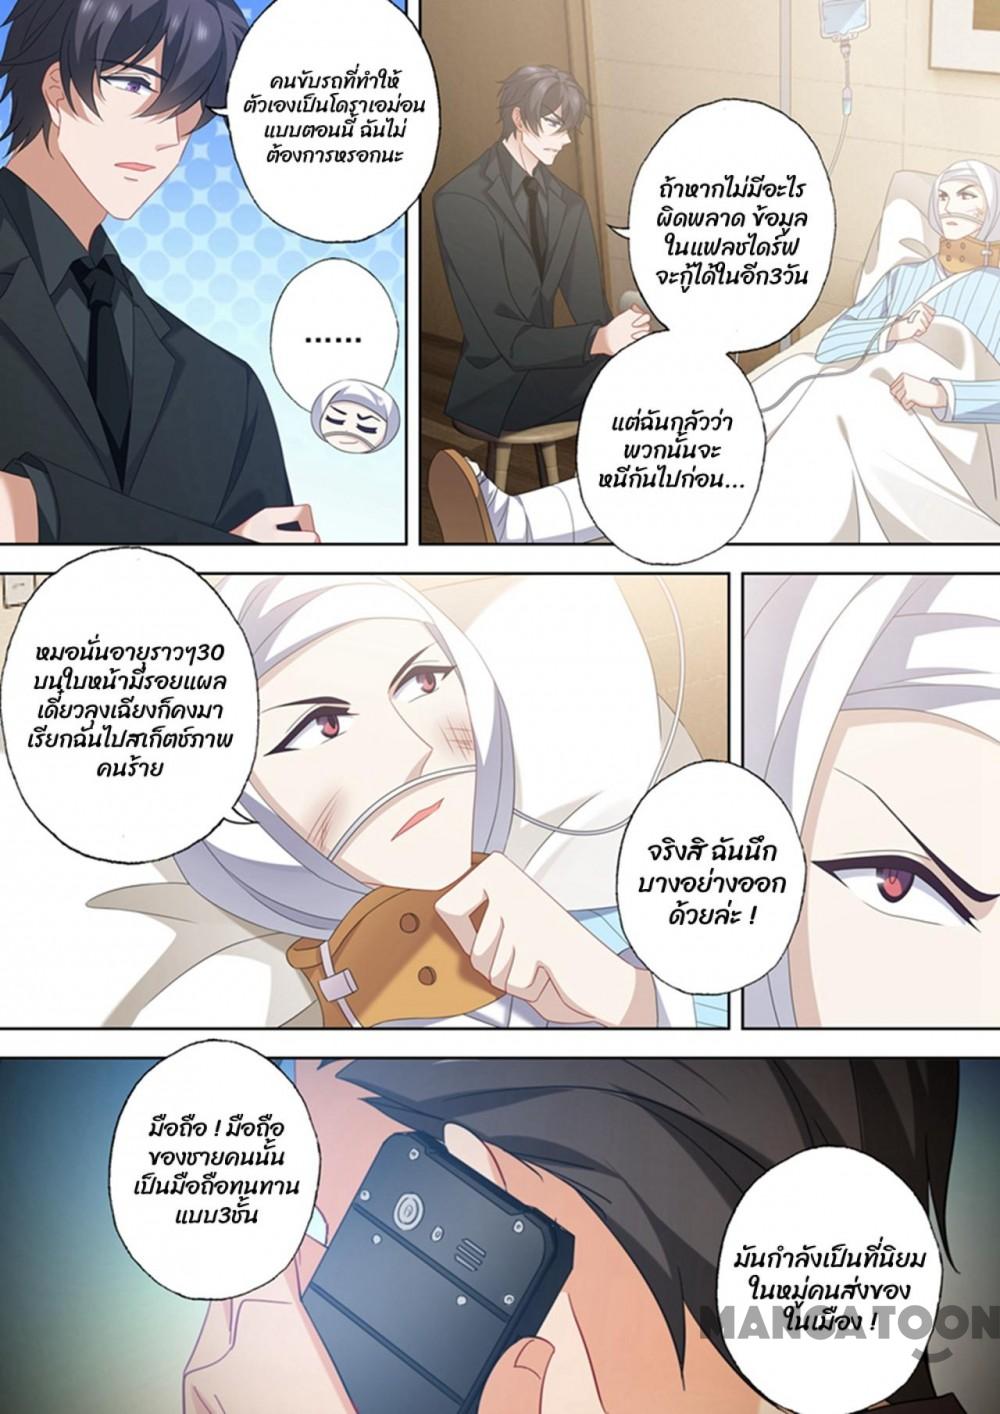 คนขับรถที่ทำให้
ตัวเองเป็นโดราเอม่อน
แบบตอนนี้ ฉันไม่
ต้องการหรอกนะ
......
ถ้าหากไม่มีอะไร
ผิดพลาด ข้อมูล
ในแฟลชไดร์ฟ
จะกู้ได้ในอีก3วัน
แต่ฉันกลัวว่า
พวกนั้นจะ
หนีกันไปก่อน...
หมอนั่นอายุราวๆ30
บนใบหน้ามีรอยแผล
เดี๋ยวลุงเฉียงก็คงมา
เรียกฉันไปสเก็ตช์ภาพ
คนร้าย
จริงสิ ฉันนึก
บางอย่างออก
ด้วยล่ะ !
มือถือ ! มือถือ
ของชายคนนั้น
เป็นมือถือทนทาน
แบบ3ชั้น
มันกำลังเป็นที่นิยม
ในหมู่คนส่งของ
ในเมือง !
MANGATOON